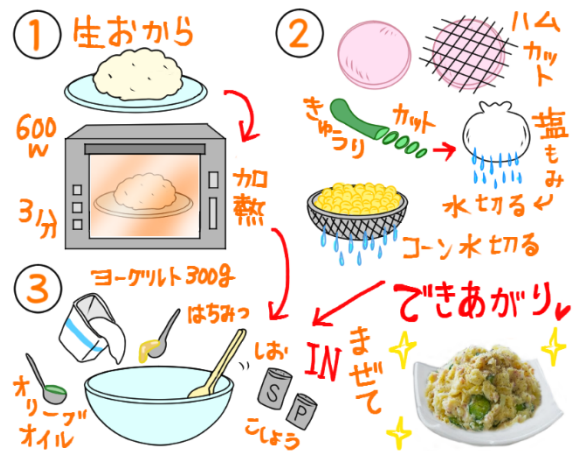 ① 生おから
600W
3分
加熱
② ハムカット
きゅうり
カット
塩もみ
水切る
コーン水切る
③ ヨーグルト300g
はちみつ
オリーブオイル
しお
S
P
こしょう
IN
まぜて
できあがり